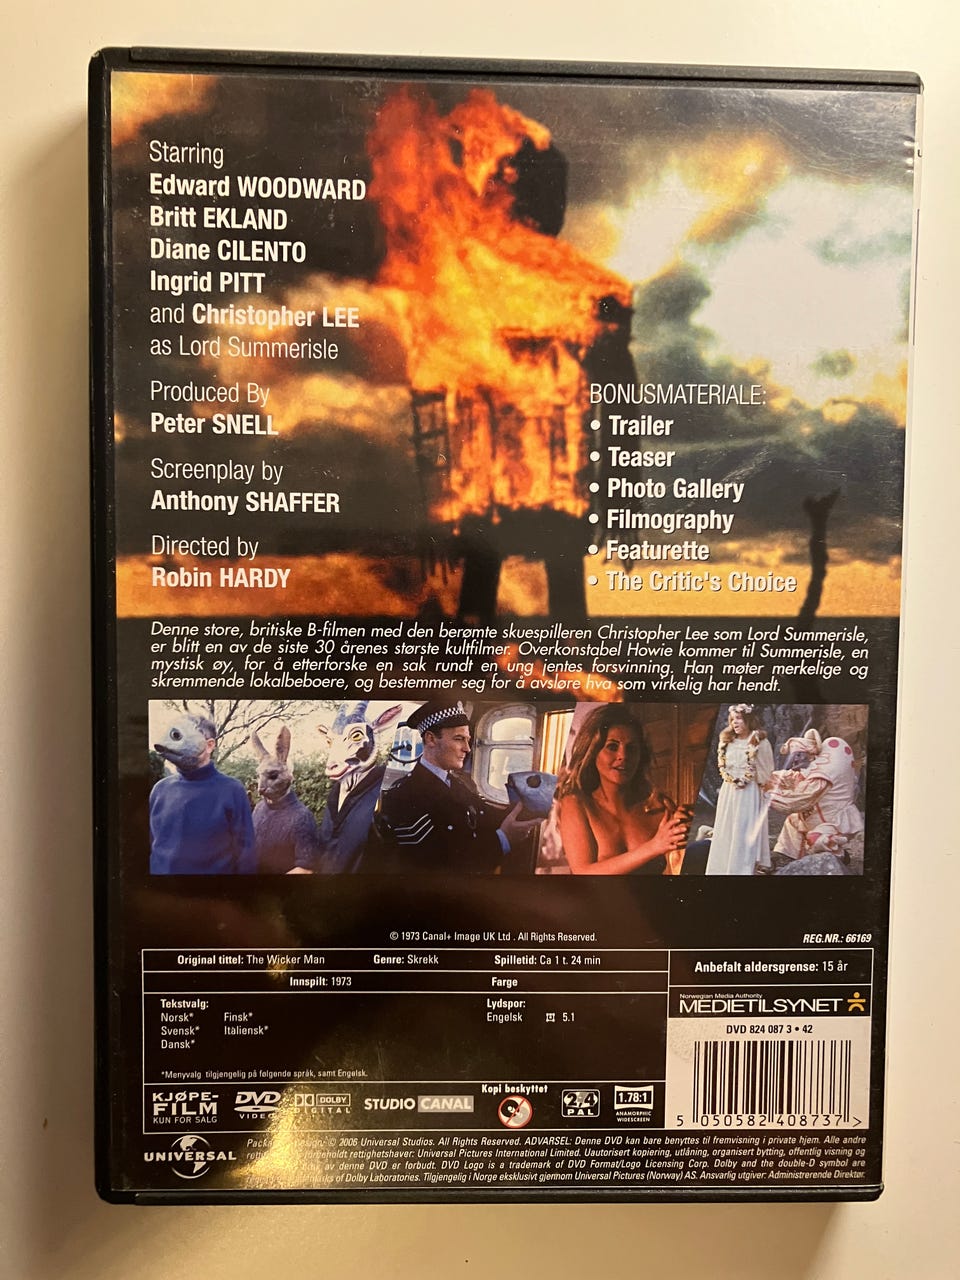 Starring
Edward WOODWARD
Britt EKLAND
Diane CILENTO
Ingrid PITT
and Christopher LEE
as Lord Summerisle
Produced By
Peter SNELL
Screenplay by
Anthony SHAFFER
Directed by
Robin HARDY
BONUSMATERIALE:
• Trailer
• Teaser
• Photo Gallery
• Filmography
• Featurette
• The Critic's Choice
Denne store, britiske B-filmen med den berømte skuespilleren Christopher Lee som Lord Summerisle,
er blitt en av de siste 30 årenes største kultfilmer. Overkonstabel Howie kommer til Summerisle, en
mystisk øy, for å etterforske en sak rundt en ung jentes forsvinning. Han møter merkelige og
skremmende lokalbeboere, og bestemmer seg for å avsløre hva som virkelig har hendt.
© 1973 Canal+ Image UK Ltd . All Rights Reserved.
REG.NR.: 66169
Original tittel: The Wicker Man Genre: Skrekk Spilletid: Ca 1 t. 24 min
Innspilt: 1973 Farge
Anbefalt aldersgrense: 15 år
Norwegian Media Authority
MEDIETILSYNET
Tekstvalg:
Norsk* Finsk*
Svensk* Italiensk*
Dansk*
Lydspor:
Engelsk 5.1
*Menyvalg tilgjengelig på følgende språk, samt Engelsk.
DVD 824 087 3 • 42
5 050582 408737 >
KJØPE-
FILM
KUN FOR SALG
DVD
VIDEO
DOLBY
DIGITAL
STUDIO CANAL
Kopi beskyttet
2 4
PAL
1.78:1
ANAMORPHIC
WIDESCREEN
UNIVERSAL
Design: © 2006 Universal Studios. All Rights Reserved. ADVARSEL: Denne DVD kan bare benyttes til fremvisning i private hjem. Alle andre
forbeholdt rettighetshaver: Universal Pictures International Limited. Uautorisert kopiering, utlåning, organisert bytting, offentlig visning og
av denne DVD er forbudt. DVD Logo is a trademark of DVD Format/Logo Licensing Corp. Dolby and the double-D symbol are
of Dolby Laboratories. Tilgjengelig i Norge eksklusivt gjennom Universal Pictures (Norway) AS. Ansvarlig utgiver: Administrerende Direktør.